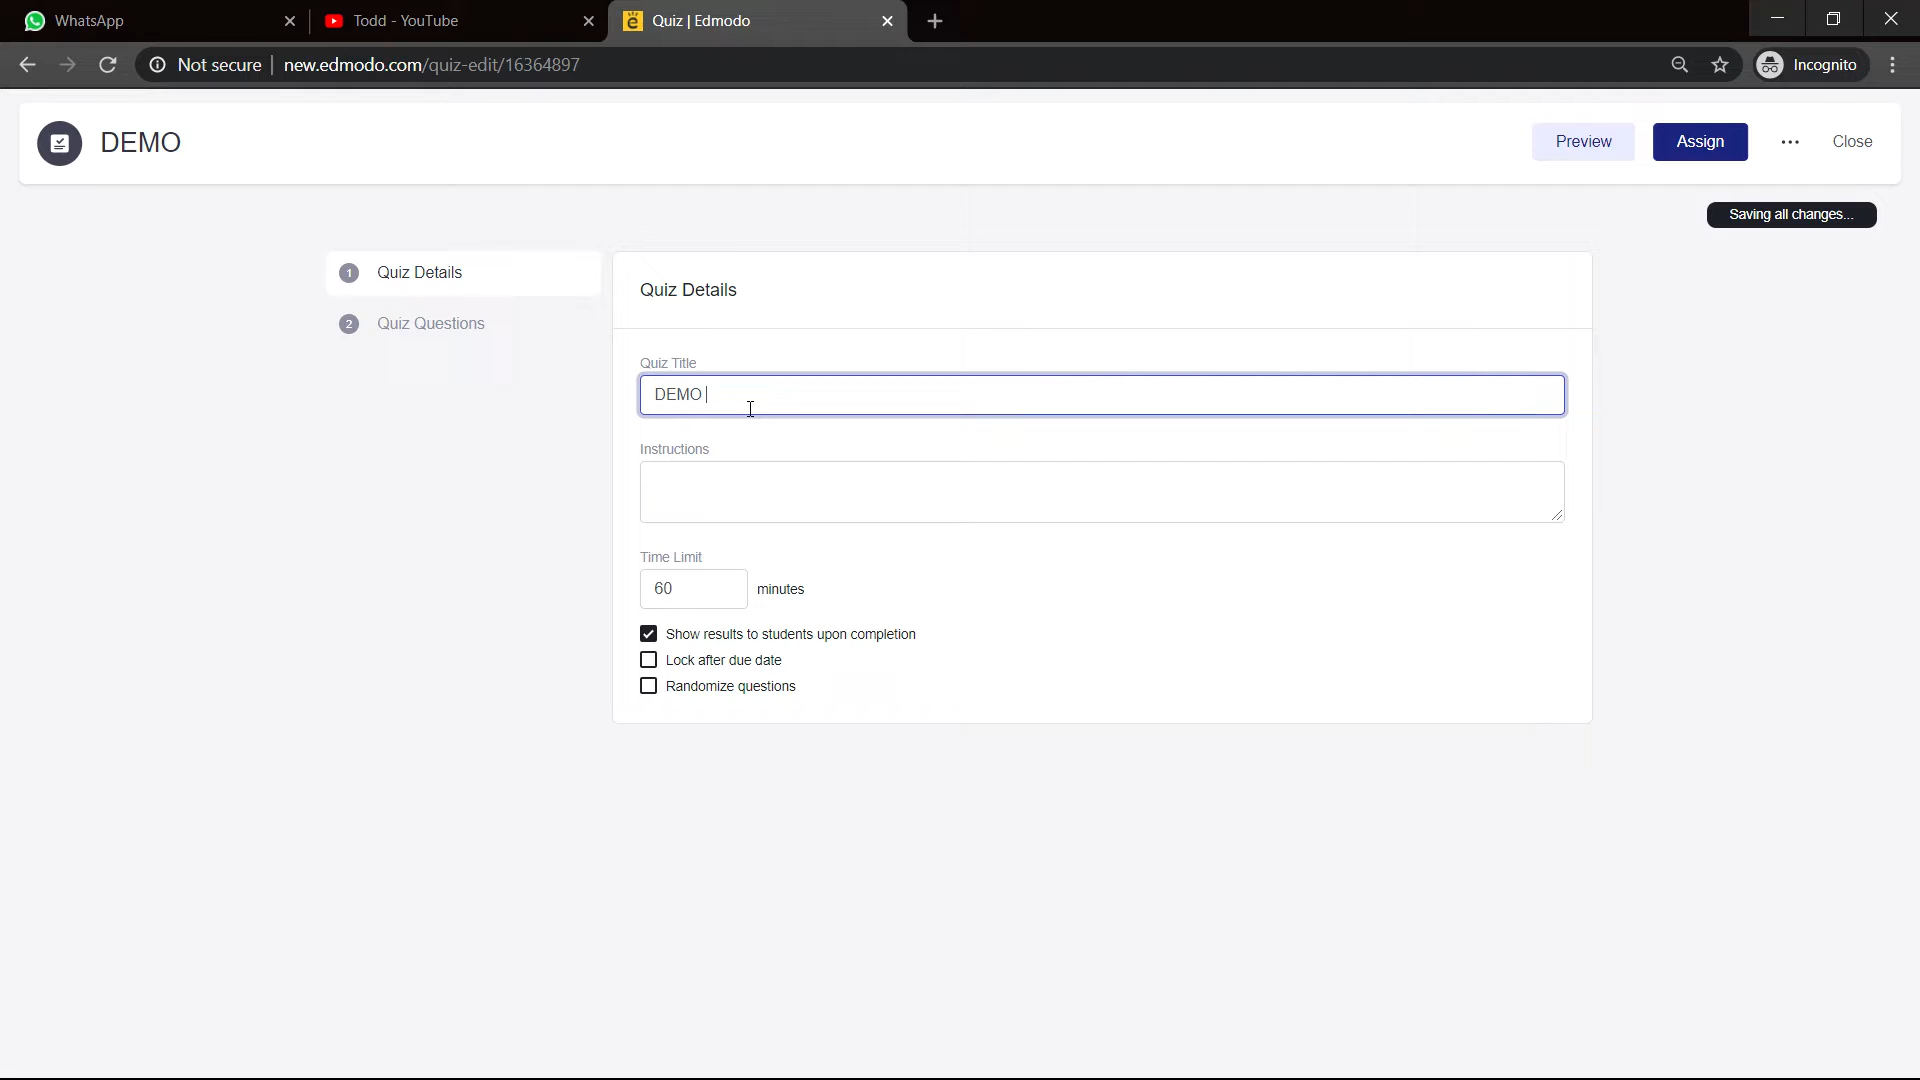 WhatsApp
Todd - YouTube
Quiz | Edmodo
Not secure
new.edmodo.com/quiz-edit/16364897
Incognito
DEMO
Preview
Assign
Close
Saving all changes...
1 Quiz Details
2 Quiz Questions
Quiz Details
Quiz Title
DEMO
Instructions
Time Limit
60 minutes
Show results to students upon completion
Lock after due date
Randomize questions